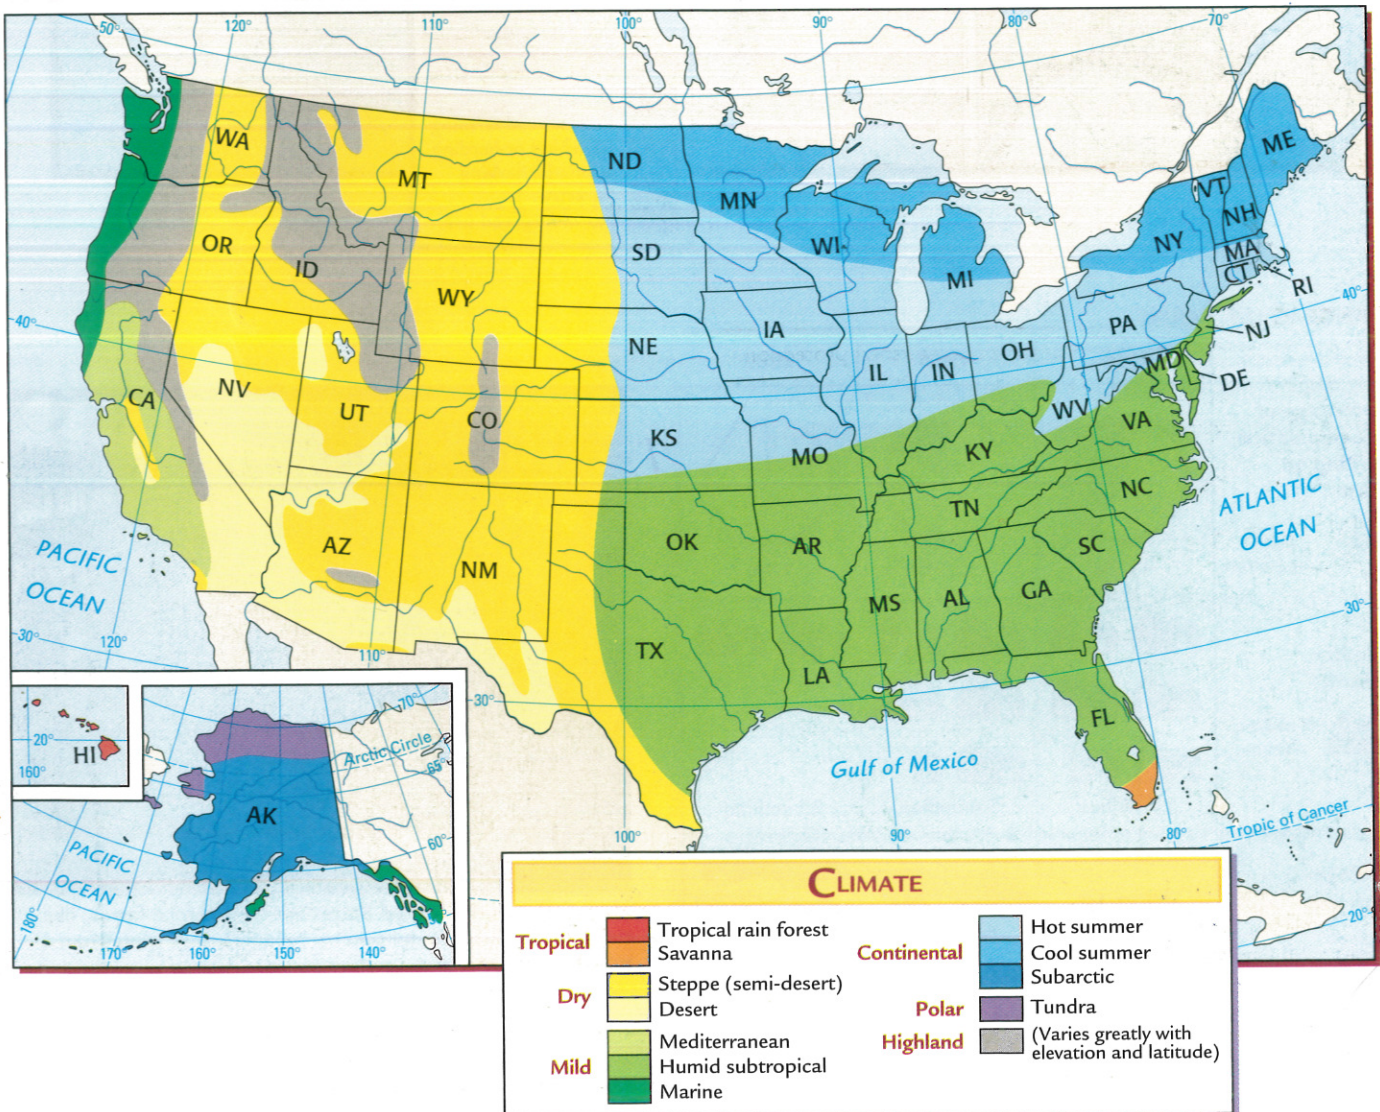 50°
120°
110°
100°
90°
80°
70°
WA
MT
ND
MN
ME
VT
NH
OR
ID
SD
WI
NY
MA
CT
RI
WY
MI
40°
40°
IA
PA
NJ
NE
OH
IL
IN
MD
DE
NV
CA
UT
CO
WV
KS
VA
MO
KY
NC
TN
ATLANTIC
OCEAN
PACIFIC
OCEAN
AZ
NM
OK
AR
SC
MS
AL
GA
30°
30°
120°
110°
TX
LA
30°
FL
Gulf of Mexico
Tropic of Cancer
100°
90°
80°
20°
20°
HI
160°
70°
Arctic Circle
65°
AK
60°
PACIFIC
OCEAN
180°
170°
160°
150°
140°
CLIMATE
Tropical
Tropical rain forest
Savanna
Dry
Steppe (semi-desert)
Desert
Mild
Mediterranean
Humid subtropical
Marine
Continental
Hot summer
Cool summer
Subarctic
Polar
Tundra
Highland
(Varies greatly with
elevation and latitude)